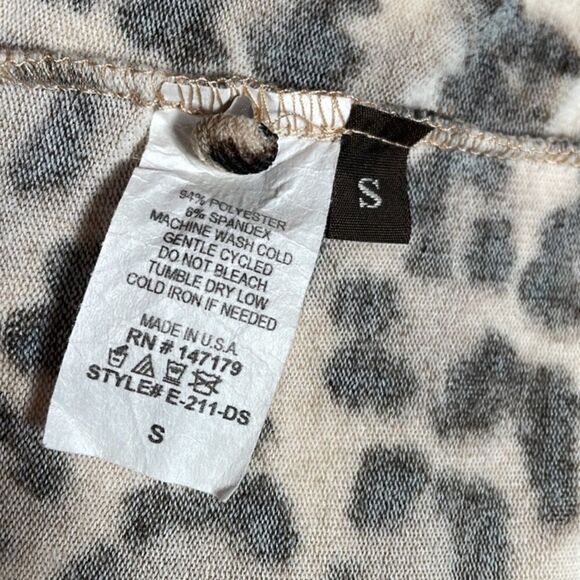 94% POLYESTER
6% SPANDEX
MACHINE WASH COLD
GENTLE CYCLED
DO NOT BLEACH
TUMBLE DRY LOW
COLD IRON IF NEEDED
MADE IN U.S.A.
RN # 147179
STYLE# E-211-DS
S
S